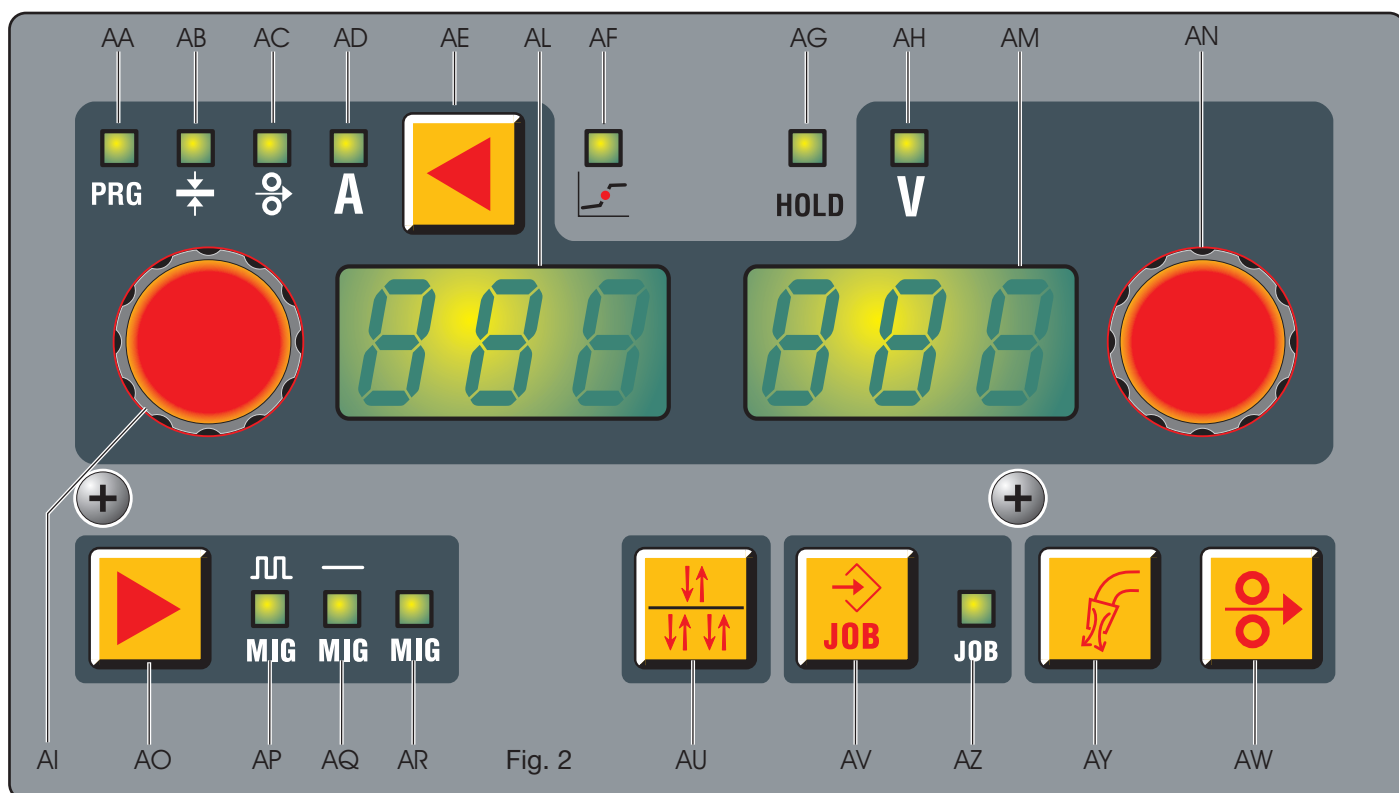 AA AB AC AD AE AL AF AG AH AM AN
PRG A HOLD V
MIG MIG MIG JOB JOB
AI AO AP AQ AR Fig. 2 AU AV AZ AY AW